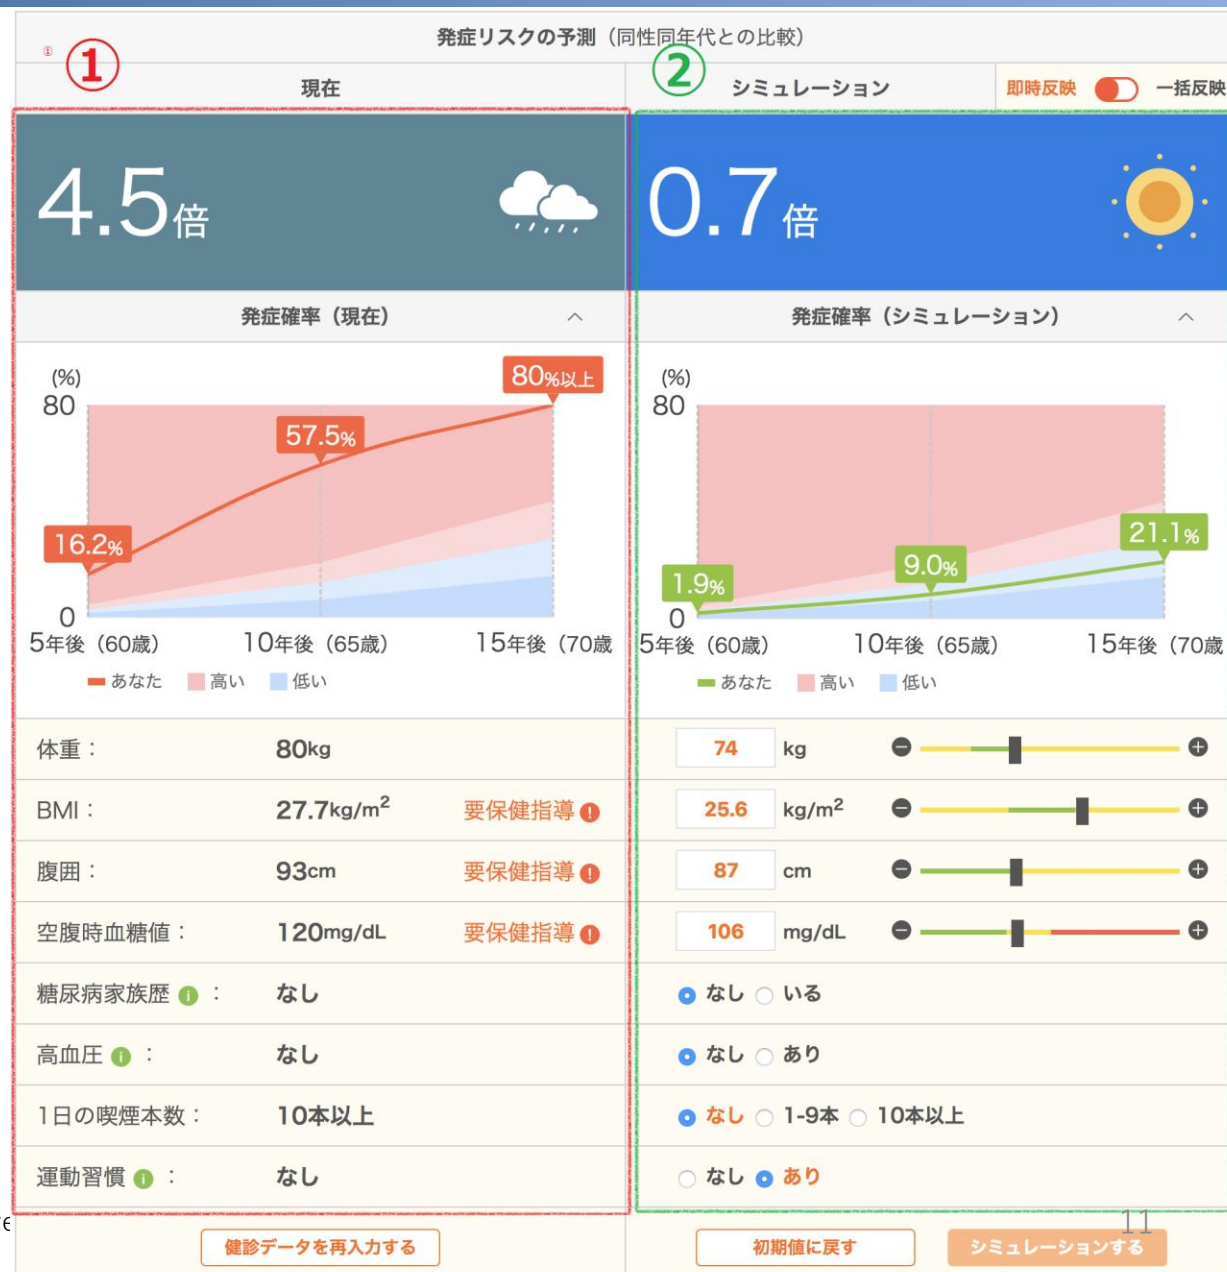 発症リスクの予測（同性同年代との比較）
① ①
現在
②
シミュレーション
即時反映 一括反映
4.5倍
0.7倍
発症確率（現在）
発症確率（シミュレーション）
(%)
80
80%以上
57.5%
16.2%
0
5年後（60歳） 10年後（65歳） 15年後（70歳
あなた 高い 低い
(%)
80
21.1%
9.0%
1.9%
0
5年後（60歳） 10年後（65歳） 15年後（70歳
あなた 高い 低い
体重： 80kg 74 kg
BMI： 27.7kg/m² 要保健指導 25.6 kg/m²
腹囲： 93cm 要保健指導 87 cm
空腹時血糖値： 120mg/dL 要保健指導 106 mg/dL
糖尿病家族歴 ： なし なし いる
高血圧 ： なし なし あり
1日の喫煙本数： 10本以上 なし 1-9本 10本以上
運動習慣 ： なし なし あり
健診データを再入力する 初期値に戻す シミュレーションする
11